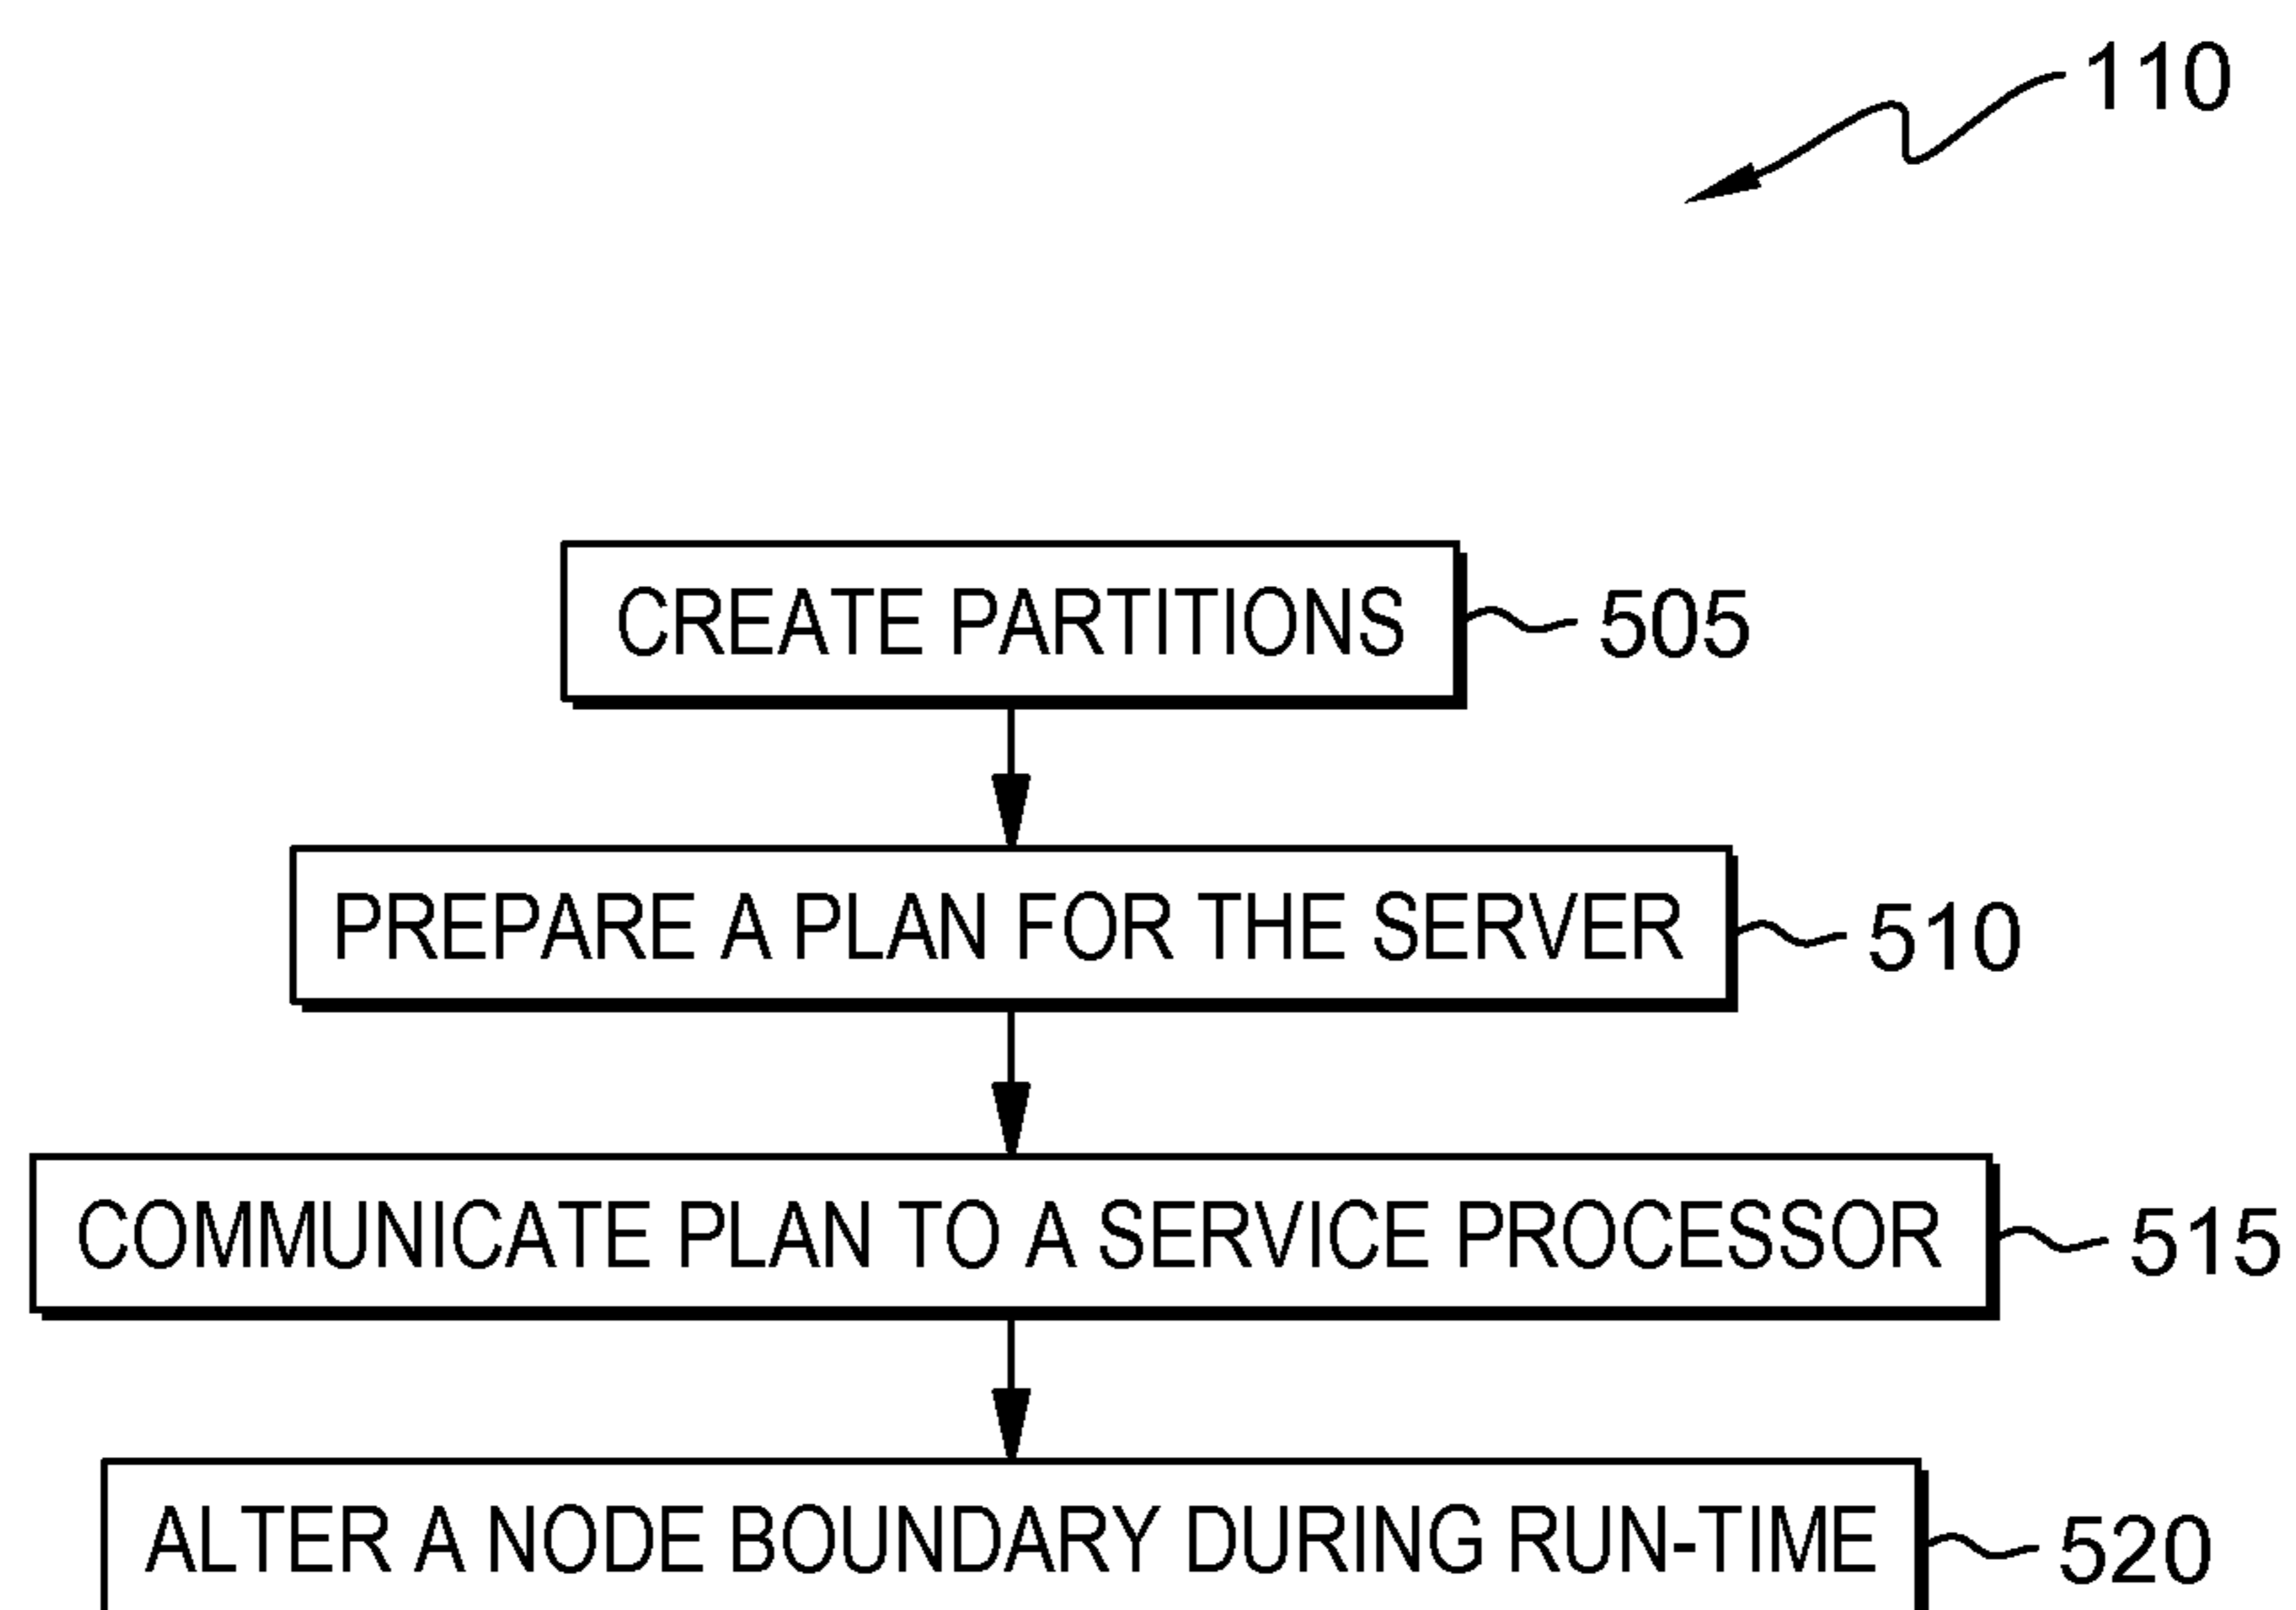 110
CREATE PARTITIONS 505
PREPARE A PLAN FOR THE SERVER 510
COMMUNICATE PLAN TO A SERVICE PROCESSOR 515
ALTER A NODE BOUNDARY DURING RUN-TIME 520